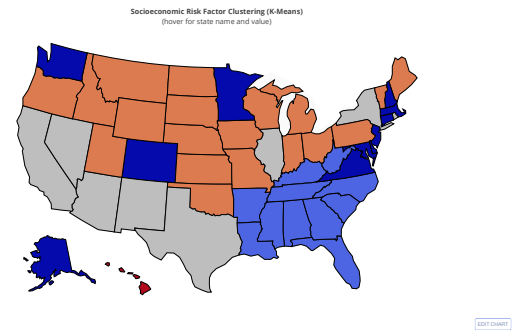 Socioeconomic Risk Factor Clustering (K-Means)
(hover for state name and value)
EDIT CHART